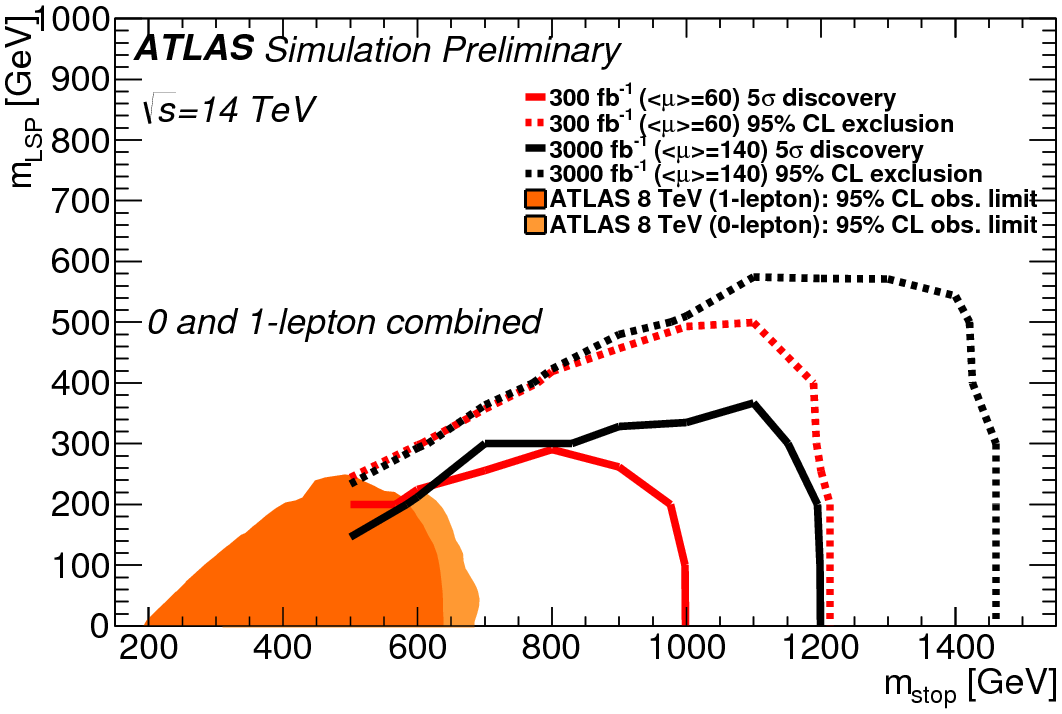 ATLAS Simulation Preliminary
√s=14 TeV
300 fb⁻¹ (<μ>=60) 5σ discovery
300 fb⁻¹ (<μ>=60) 95% CL exclusion
3000 fb⁻¹ (<μ>=140) 5σ discovery
3000 fb⁻¹ (<μ>=140) 95% CL exclusion
ATLAS 8 TeV (1-lepton): 95% CL obs. limit
ATLAS 8 TeV (0-lepton): 95% CL obs. limit
0 and 1-lepton combined
m_LSP [GeV]
1000
900
800
700
600
500
400
300
200
100
0
200 400 600 800 1000 1200 1400
m_stop [GeV]